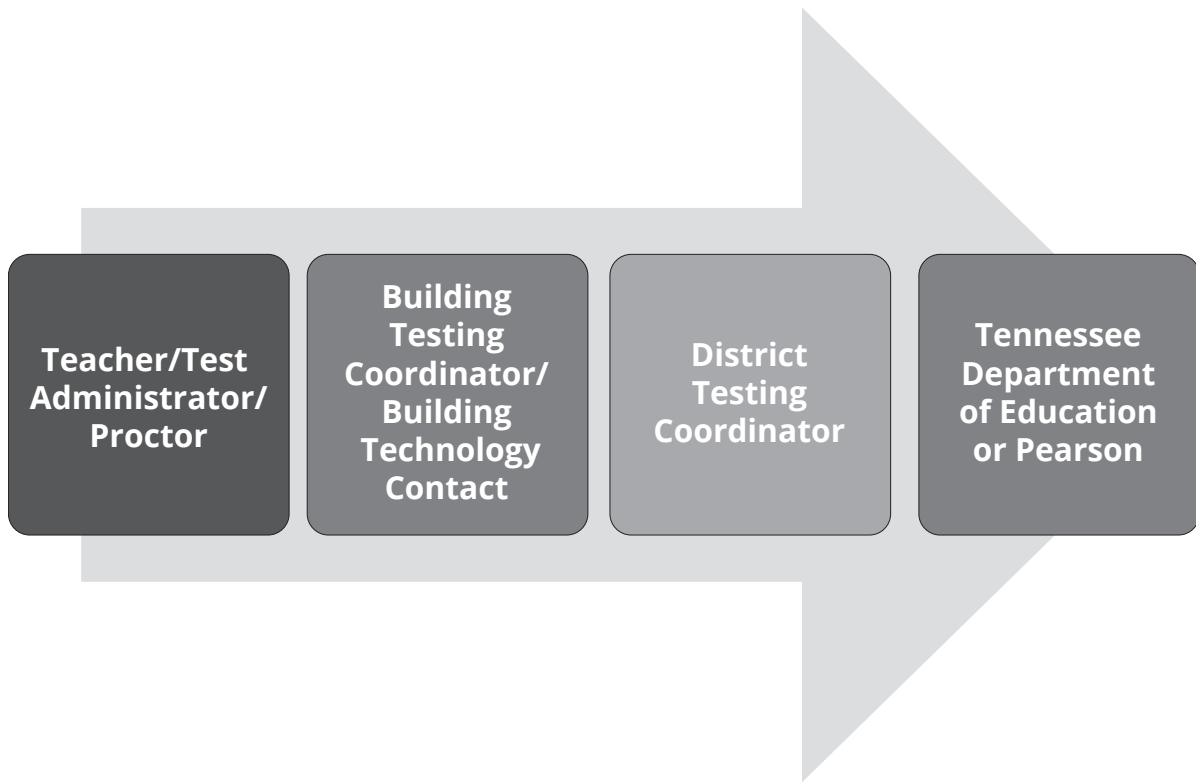 Teacher/Test
Administrator/
Proctor
Building
Testing
Coordinator/
Building
Technology
Contact
District
Testing
Coordinator
Tennessee
Department
of Education
or Pearson